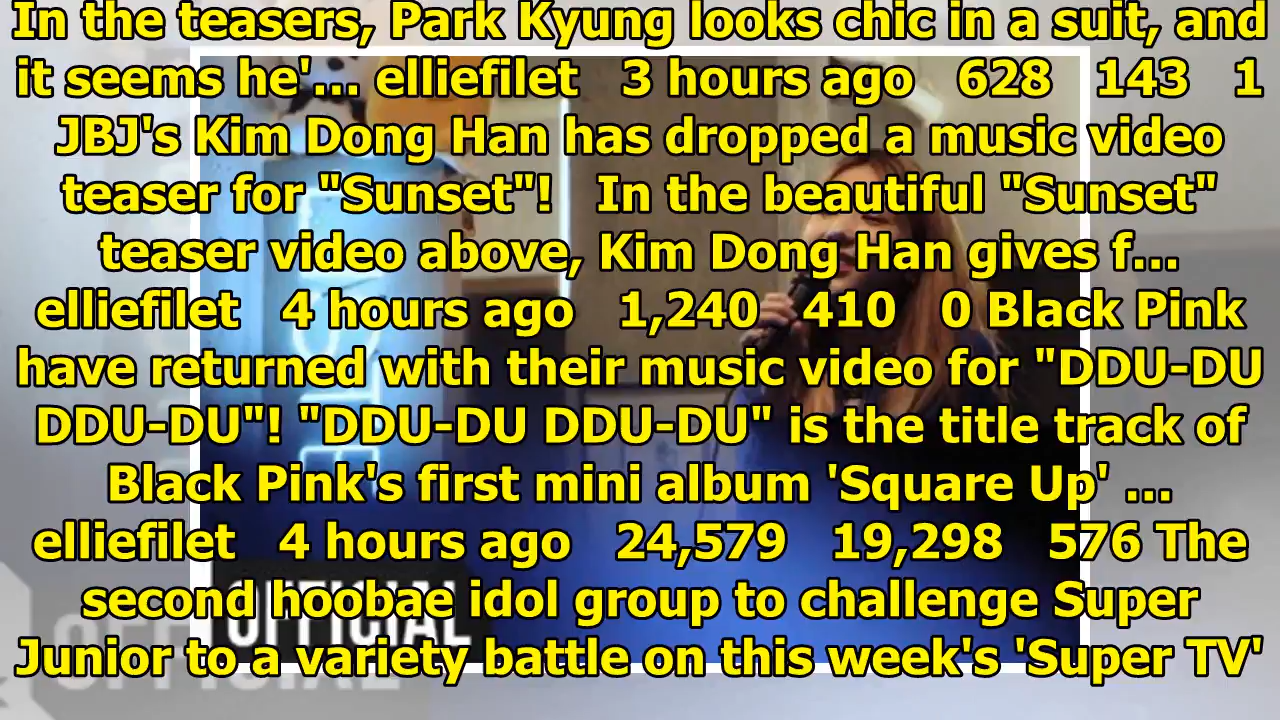 In the teasers, Park Kyung looks chic in a suit, and
it seems he'... elliefilet 3 hours ago 628 143 1
JBJ's Kim Dong Han has dropped a music video
teaser for "Sunset"! In the beautiful "Sunset"
teaser video above, Kim Dong Han gives f...
elliefilet 4 hours ago 1,240 410 0 Black Pink
have returned with their music video for "DDU-DU
DDU-DU"! "DDU-DU DDU-DU" is the title track of
Black Pink's first mini album 'Square Up' ...
elliefilet 4 hours ago 24,579 19,298 576 The
second hoobae idol group to challenge Super
OFFICIAL
Junior to a variety battle on this week's 'Super TV'
OFFICIAL